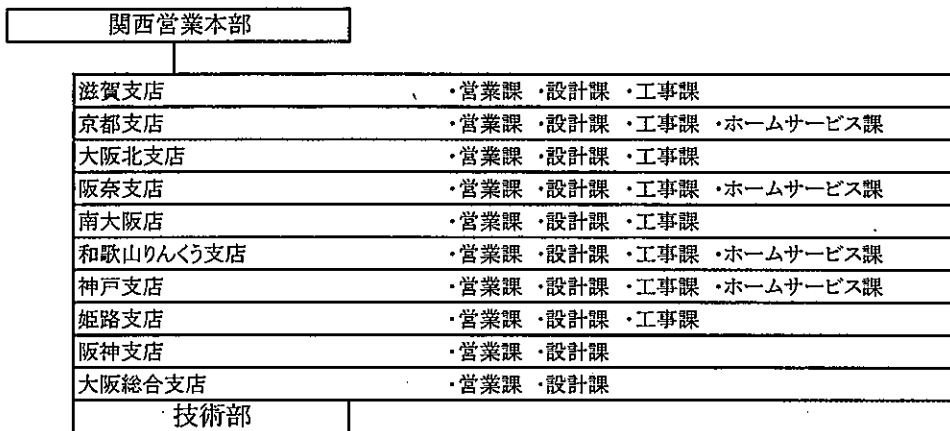 関西営業本部
滋賀支店 ・営業課 ・設計課 ・工事課
京都支店 ・営業課 ・設計課 ・工事課 ・ホームサービス課
大阪北支店 ・営業課 ・設計課 ・工事課
阪奈支店 ・営業課 ・設計課 ・工事課 ・ホームサービス課
南大阪店 ・営業課 ・設計課 ・工事課
和歌山りんくう支店 ・営業課 ・設計課 ・工事課 ・ホームサービス課
神戸支店 ・営業課 ・設計課 ・工事課 ・ホームサービス課
姫路支店 ・営業課 ・設計課 ・工事課
阪神支店 ・営業課 ・設計課
大阪総合支店 ・営業課 ・設計課
技術部